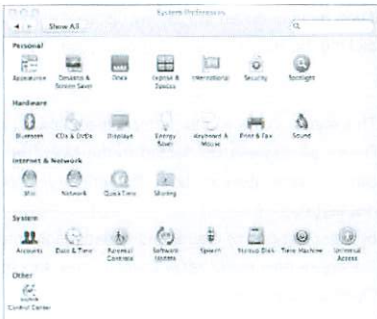 System Preferences
Show All
Personal
Appearance Desktop & Screen Saver Dock Exposé & Spaces International Security Spotlight
Hardware
Bluetooth CDs & DVDs Displays Energy Saver Keyboard & Mouse Print & Fax Sound
Internet & Network
Network QuickTime Sharing
System
Accounts Date & Time Parental Controls Software Update Speech Startup Disk Time Machine Universal Access
Other
Control Center